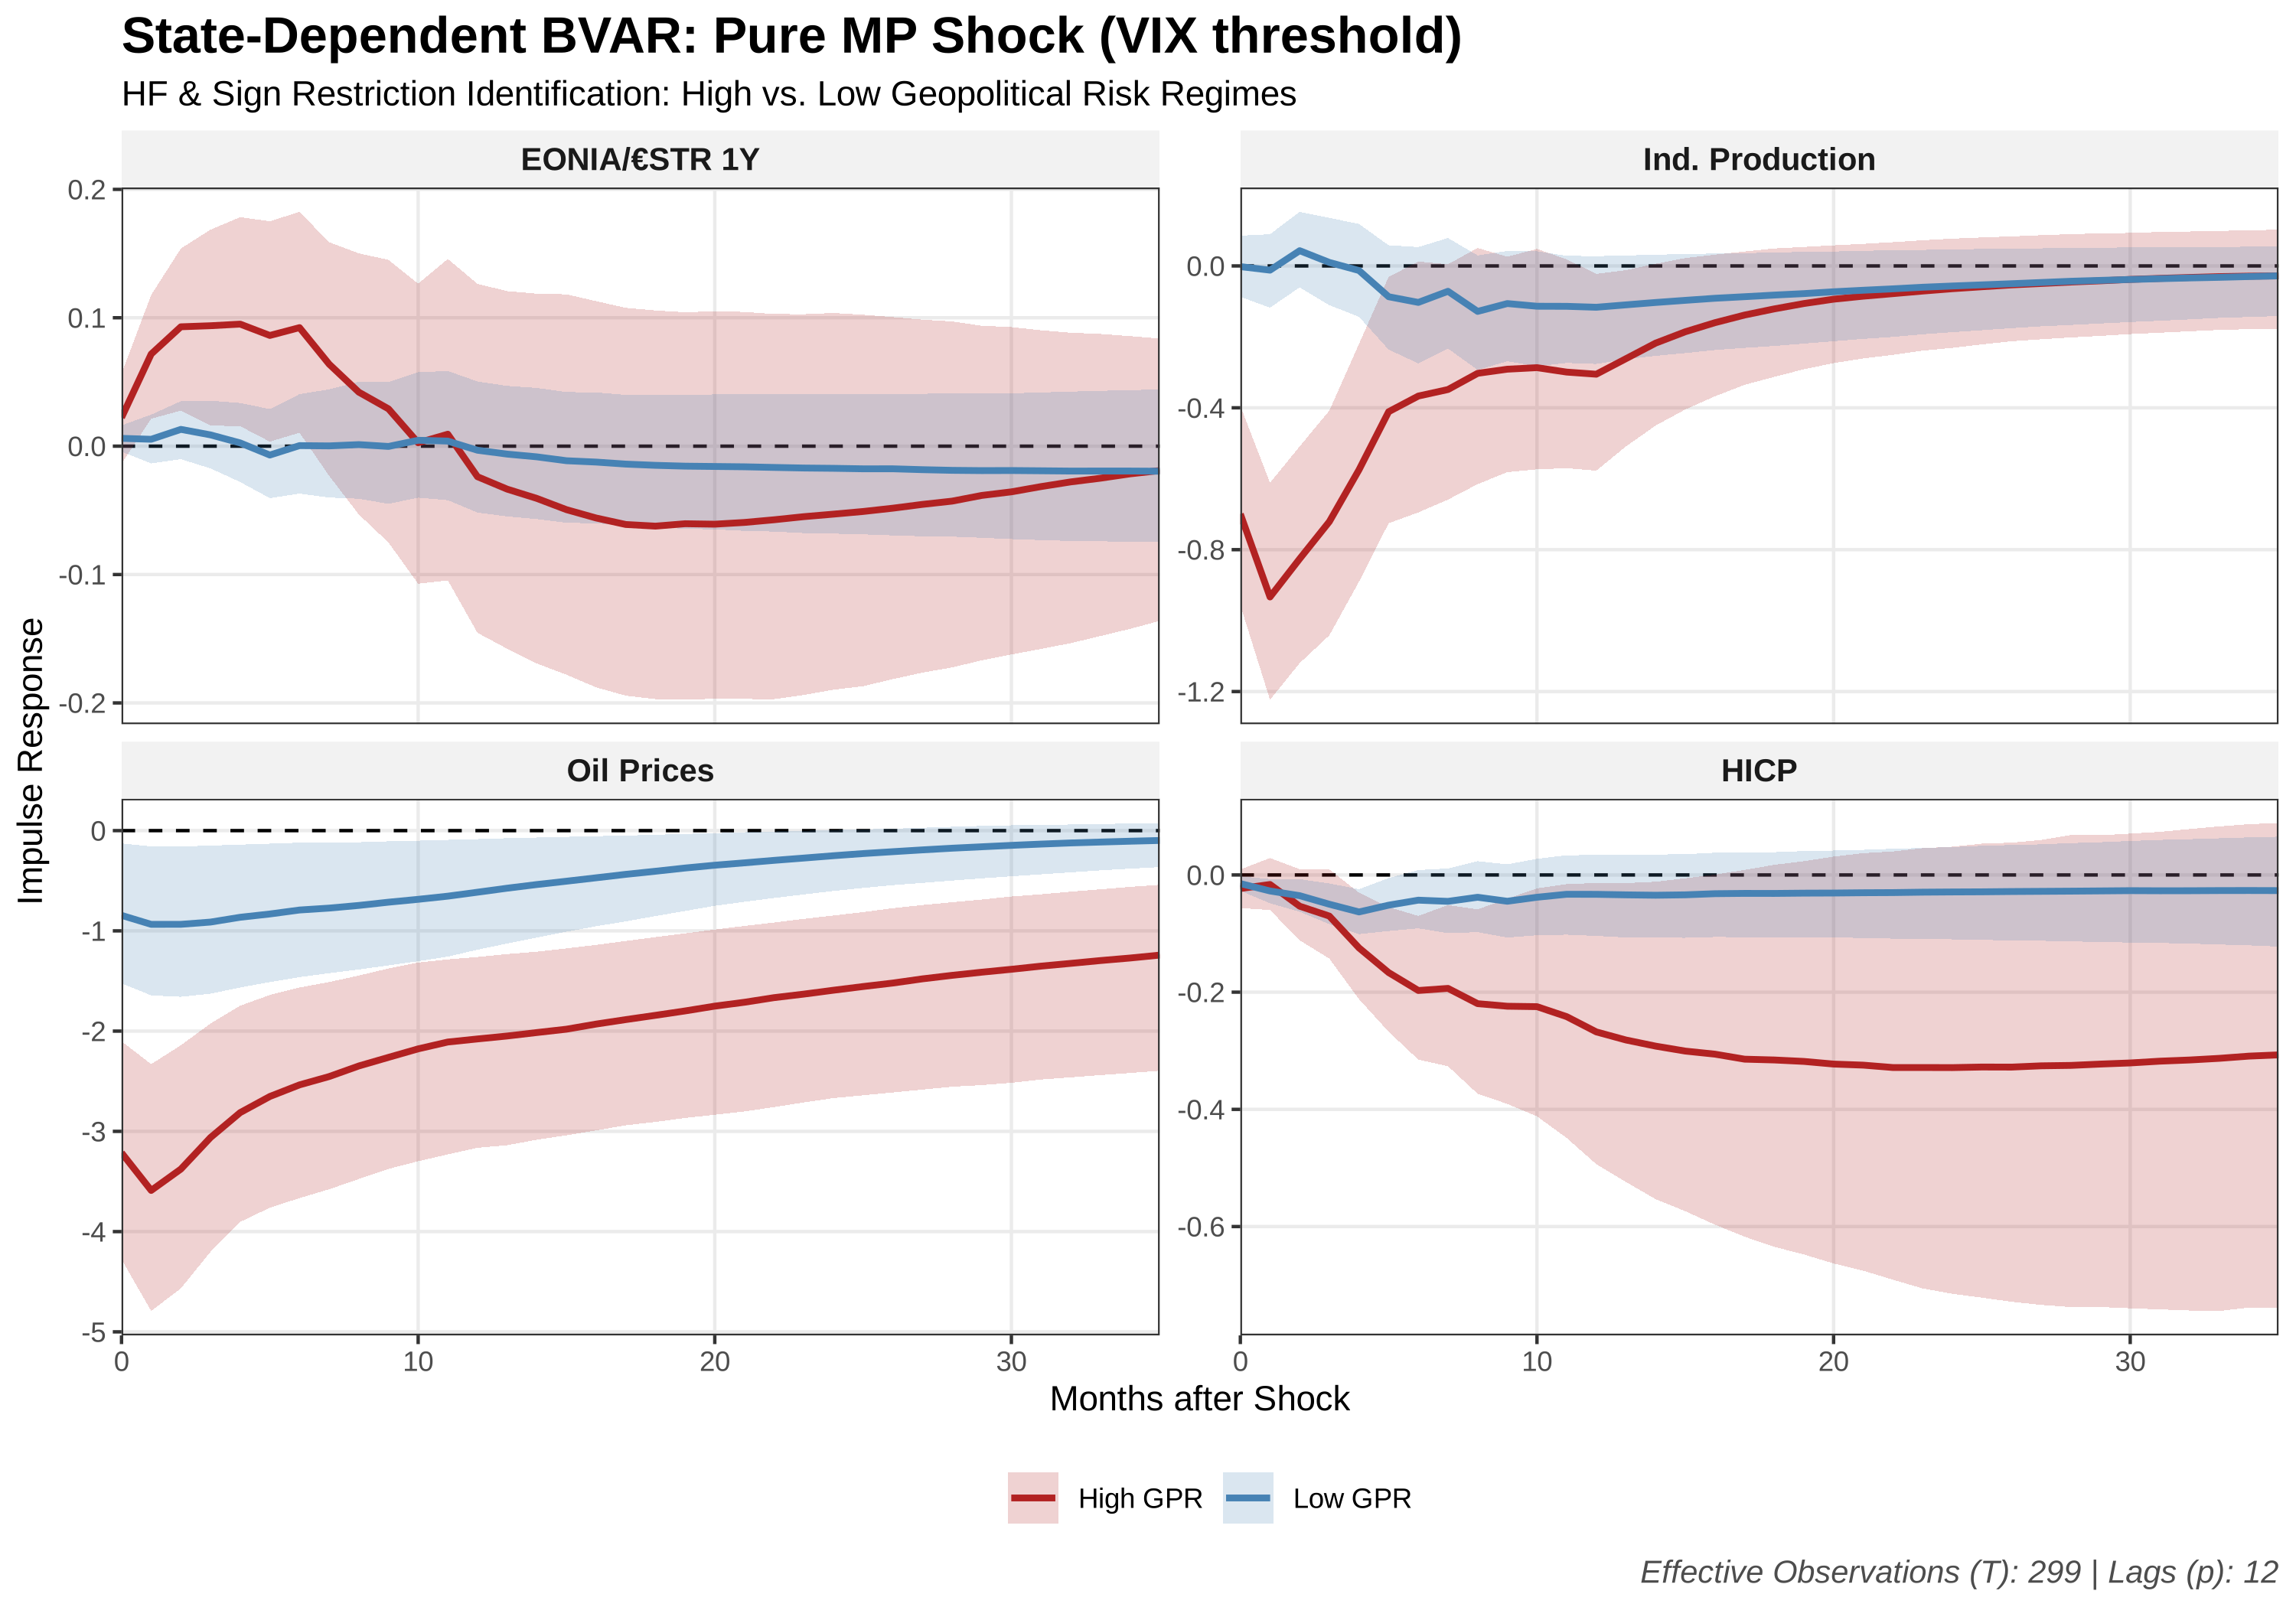 State-Dependent BVAR: Pure MP Shock (VIX threshold)
HF & Sign Restriction Identification: High vs. Low Geopolitical Risk Regimes
Impulse Response
EONIA/€STR 1Y
0.2
0.1
0.0
-0.1
-0.2
Ind. Production
0.0
-0.4
-0.8
-1.2
Oil Prices
0
-1
-2
-3
-4
-5
0 10 20 30
HICP
0.0
-0.2
-0.4
-0.6
0 10 20 30
Months after Shock
High GPR Low GPR
Effective Observations (T): 299 | Lags (p): 12